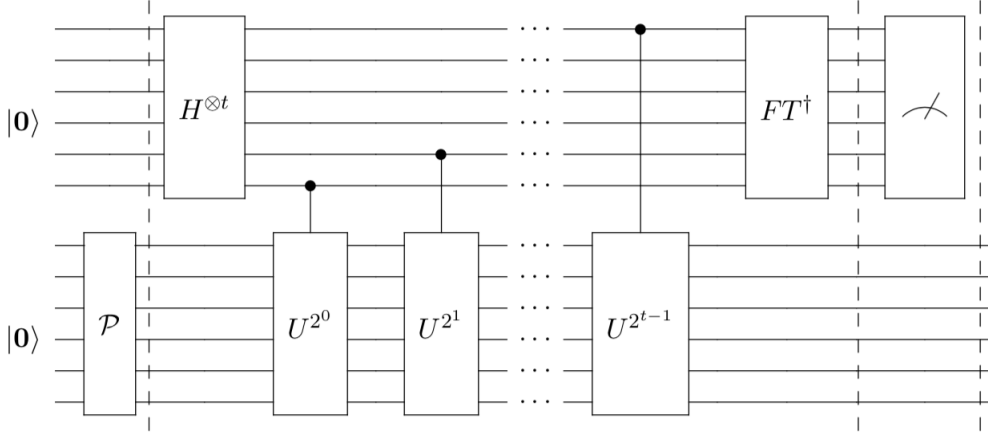 |𝟎⟩
H^{⊗t}
FT^†
|𝟎⟩
𝒫
U^{2^0}
U^{2^1}
U^{2^{t−1}}